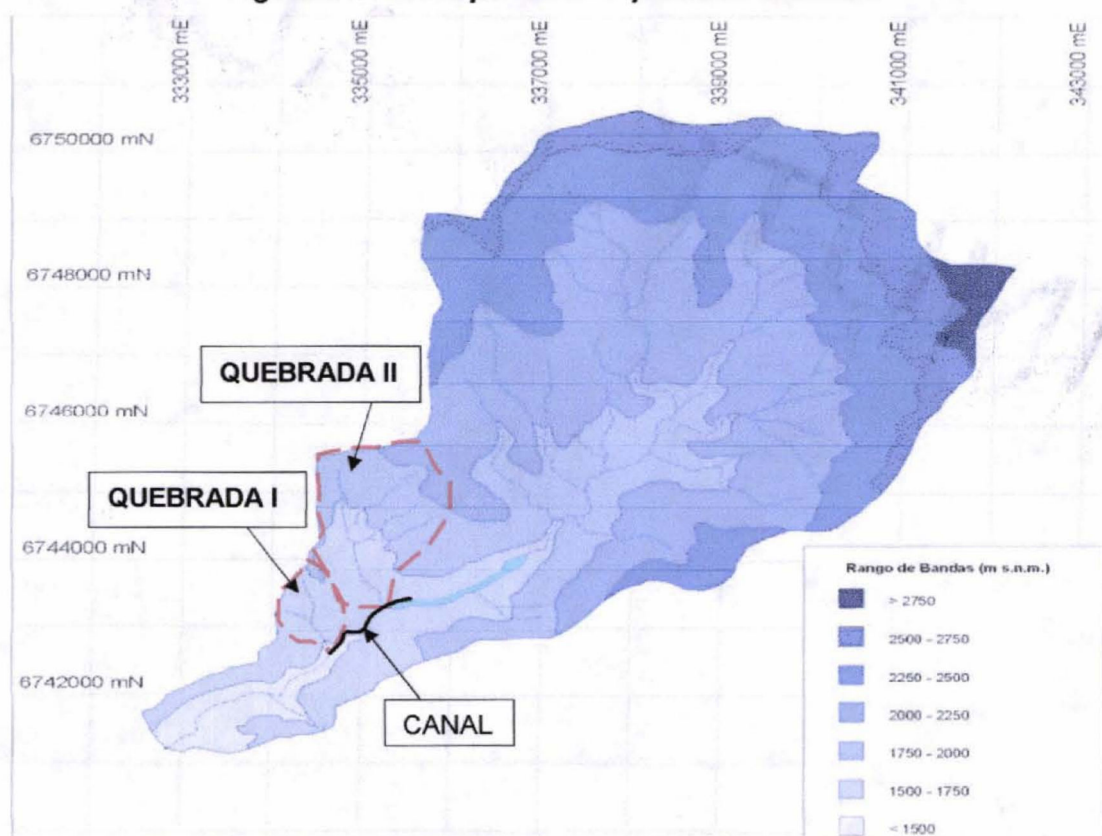 333000 mE
335000 mE
337000 mE
339000 mE
341000 mE
343000 mE
6750000 mN
6748000 mN
6746000 mN
6744000 mN
6742000 mN
QUEBRADA II
QUEBRADA I
CANAL
Rango de Bandas (m s.n.m.)
> 2750
2500 - 2750
2250 - 2500
2000 - 2250
1750 - 2000
1500 - 1750
< 1500